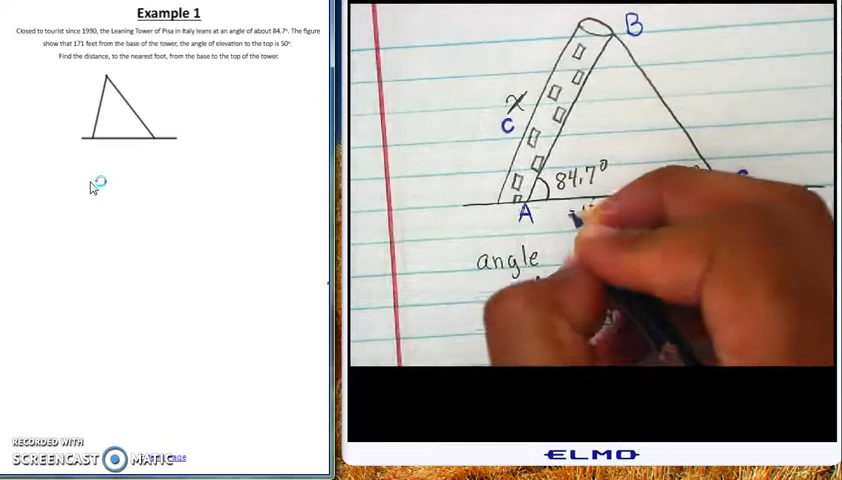 Example 1
Closed to tourist since 1990, the Leaning Tower of Pisa in Italy leans at an angle of about 84.7º. The figure
show that 171 feet from the base of the tower, the angle of elevation to the top is 50º.
Find the distance, to the nearest foot, from the base to the top of the tower.
RECORDED WITH
SCREENCAST MATIC
B
x
c
84.7º
A
angle
ELMO